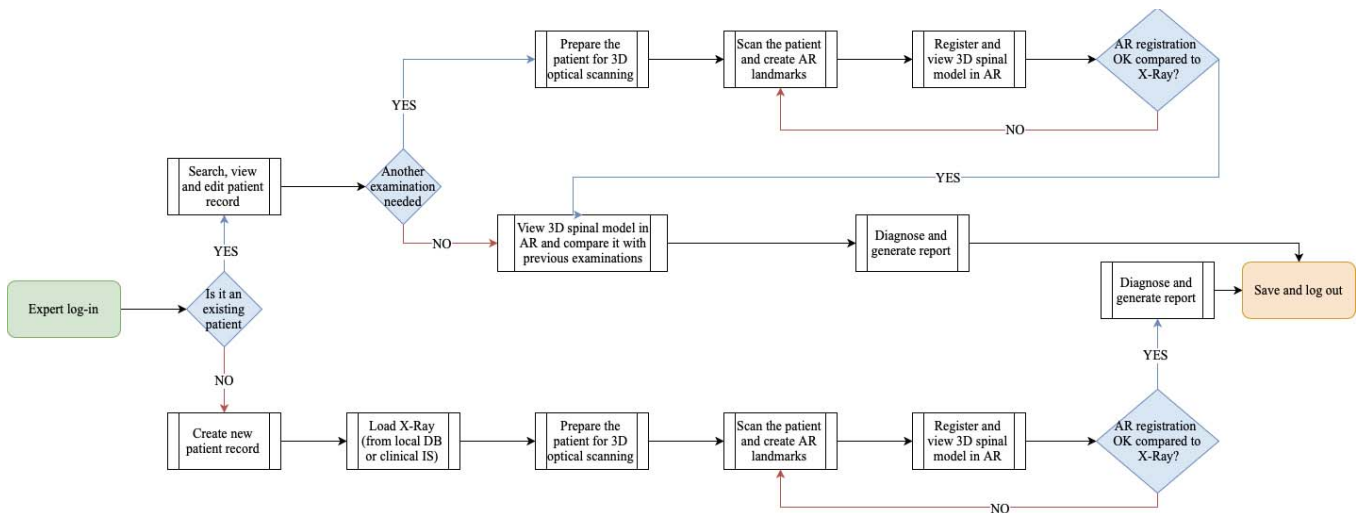 Prepare the
patient for 3D
optical scanning
Scan the patient
and create AR
landmarks
Register and
view 3D spinal
model in AR
AR registration
OK compared to
X-Ray?
YES
NO
Search, view
and edit patient
record
Another
examination
needed
YES
NO
View 3D spinal model in
AR and compare it with
previous examinations
Diagnose and
generate report
YES
Expert log-in
Is it an
existing
patient
Diagnose and
generate report
Save and log out
NO
YES
Create new
patient record
Load X-Ray
(from local DB
or clinical IS)
Prepare the
patient for 3D
optical scanning
Scan the patient
and create AR
landmarks
Register and
view 3D spinal
model in AR
AR registration
OK compared to
X-Ray?
NO